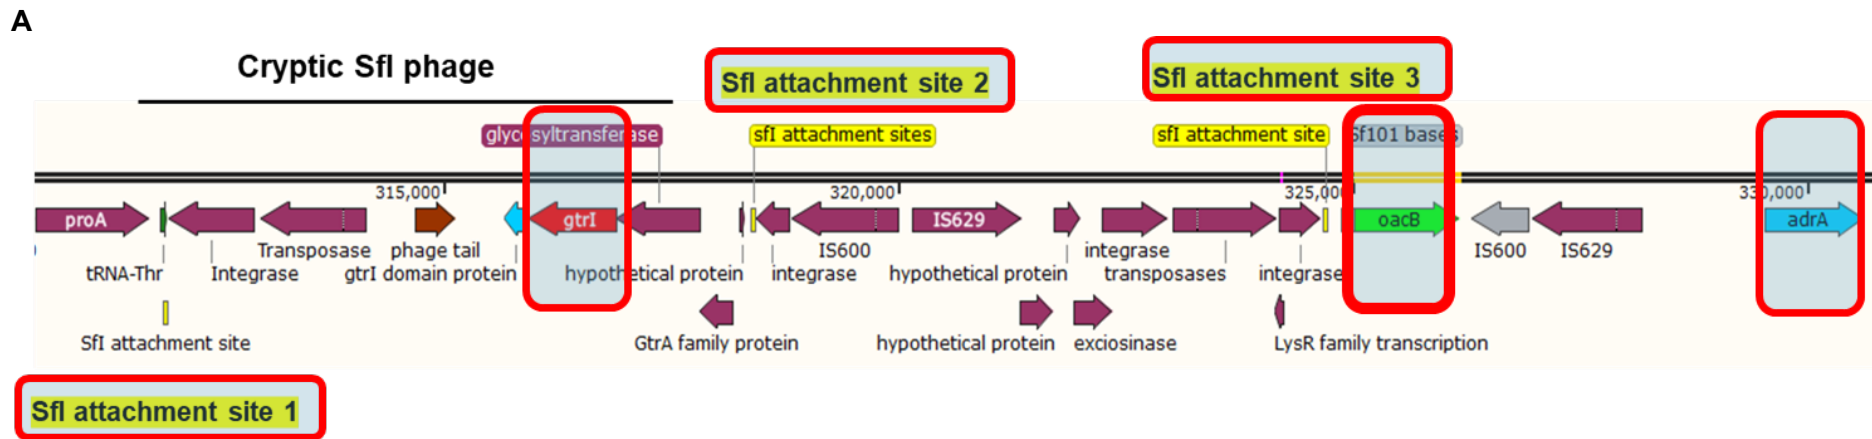 A
Cryptic SfI phage
SfI attachment site 2
SfI attachment site 3
glycosyltransferase
sfI attachment sites
sfI attachment site
Sf101 bases
315,000
320,000
325,000
330,000
proA
gtrI
IS629
oacB
adrA
Transposase
phage tail
IS600
integrase
IS600
IS629
tRNA-Thr
Integrase
gtrI domain protein
hypothetical protein
integrase
hypothetical protein
transposases
integrase
SfI attachment site
GtrA family protein
hypothetical protein
exciosinase
LysR family transcription
SfI attachment site 1